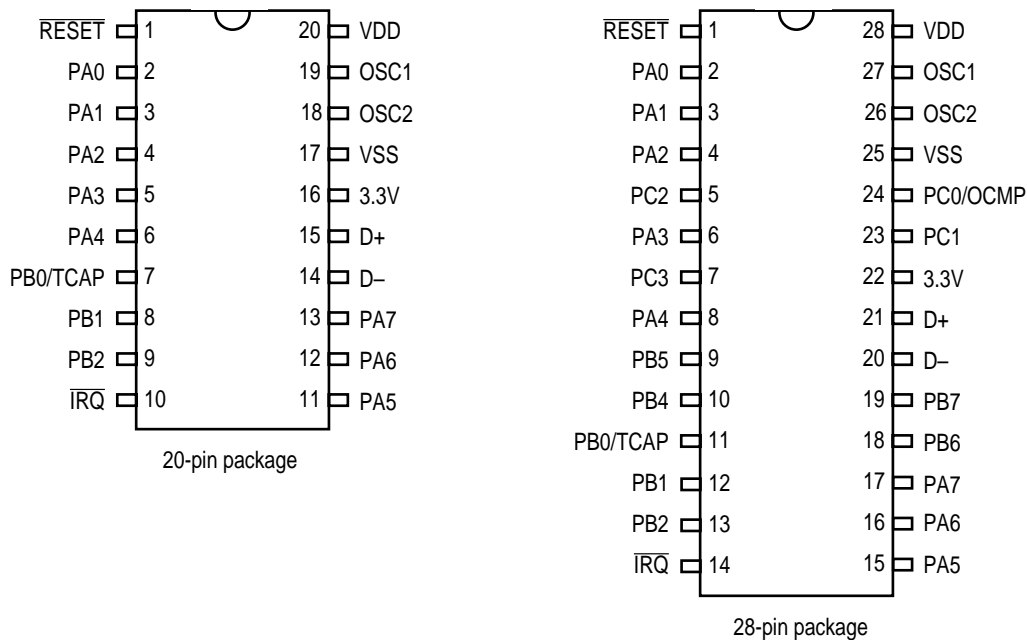 RESET 1 20 VDD
PA0 2 19 OSC1
PA1 3 18 OSC2
PA2 4 17 VSS
PA3 5 16 3.3V
PA4 6 15 D+
PB0/TCAP 7 14 D–
PB1 8 13 PA7
PB2 9 12 PA6
IRQ 10 11 PA5
20-pin package
RESET 1 28 VDD
PA0 2 27 OSC1
PA1 3 26 OSC2
PA2 4 25 VSS
PC2 5 24 PC0/OCMP
PA3 6 23 PC1
PC3 7 22 3.3V
PA4 8 21 D+
PB5 9 20 D–
PB4 10 19 PB7
PB0/TCAP 11 18 PB6
PB1 12 17 PA7
PB2 13 16 PA6
IRQ 14 15 PA5
28-pin package